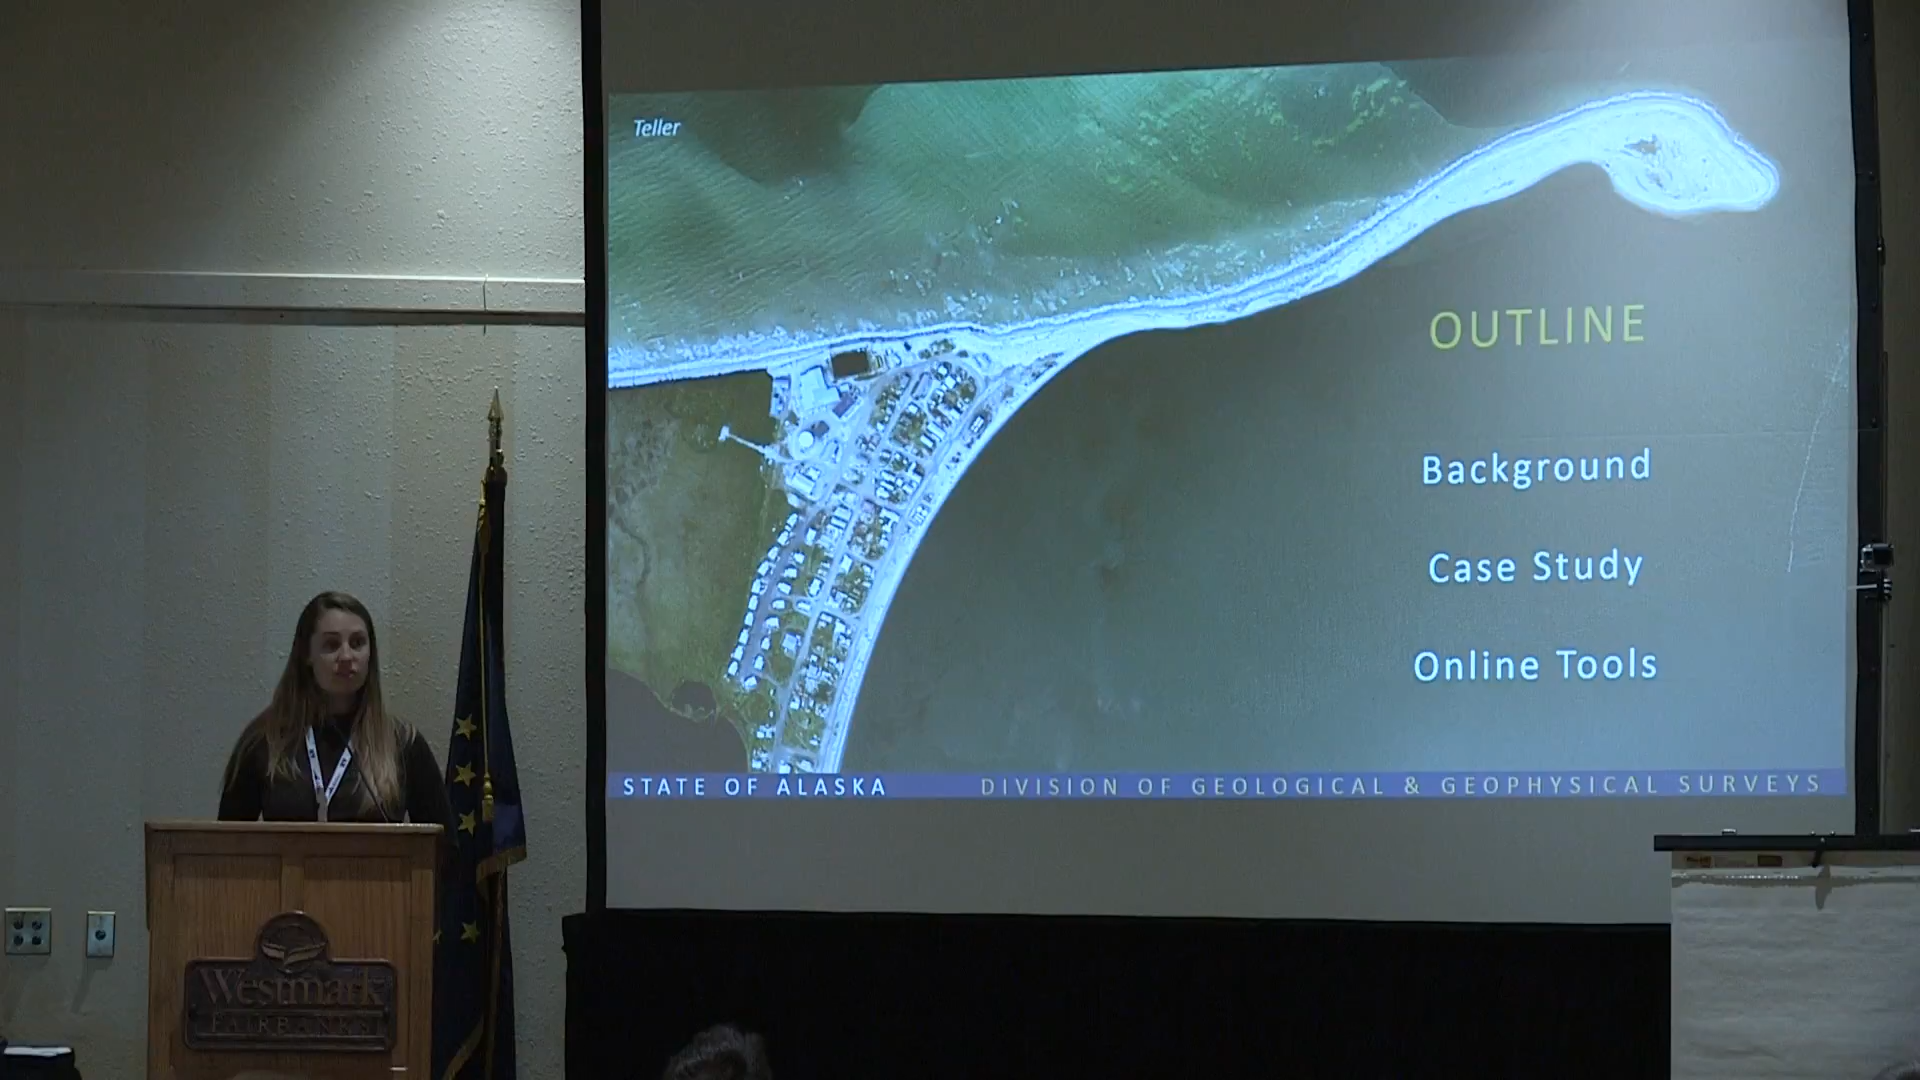 Teller
OUTLINE
Background
Case Study
Online Tools
STATE OF ALASKA DIVISION OF GEOLOGICAL & GEOPHYSICAL SURVEYS
Westmark
FAIRBANKS